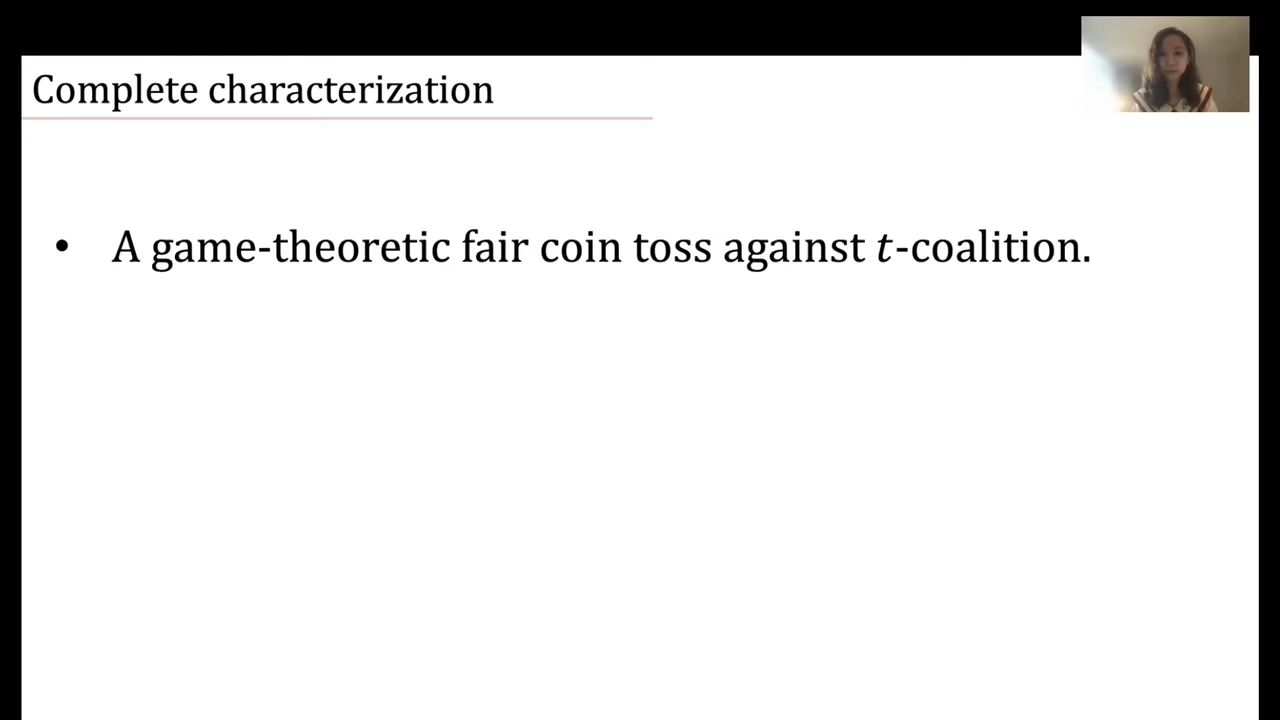 Complete characterization
• A game-theoretic fair coin toss against t-coalition.